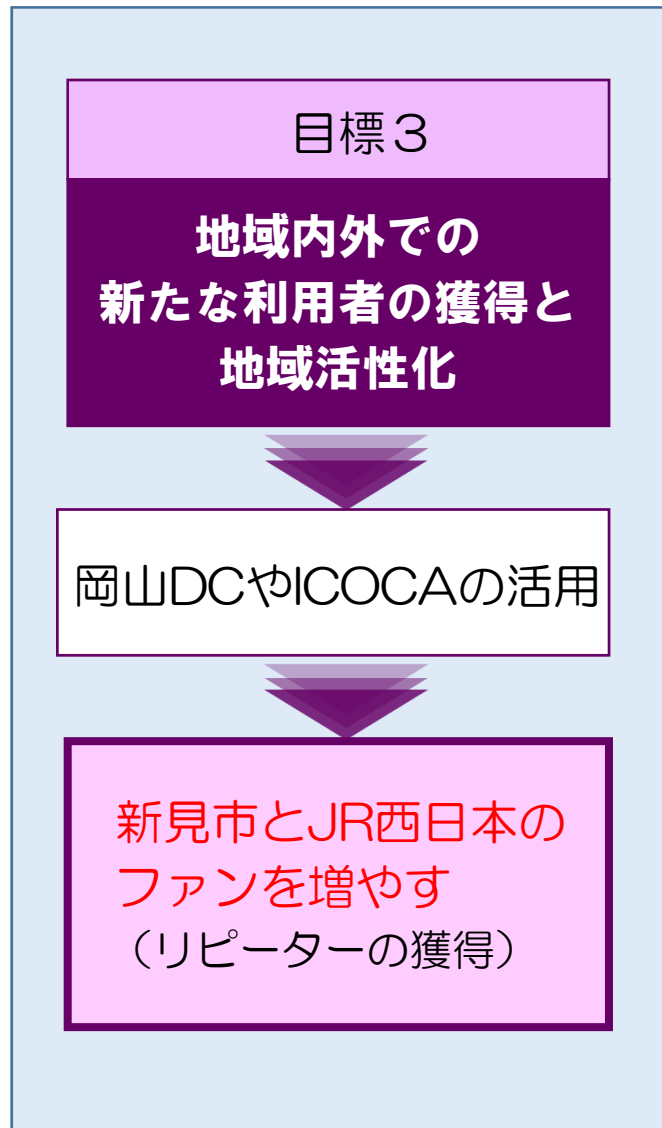 目標３
地域内外での
新たな利用者の獲得と
地域活性化
岡山DCやICOCAの活用
新見市とJR西日本の
ファンを増やす
（リピーターの獲得）